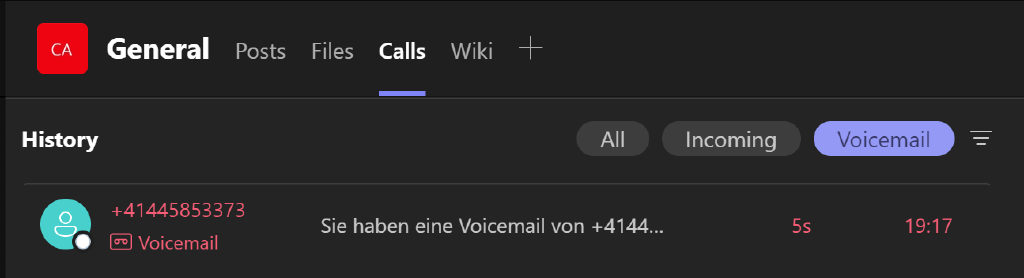 CA General Posts Files Calls Wiki
History All Incoming Voicemail
+41445853373
Sie haben eine Voicemail von +4144... 5s 19:17
Voicemail